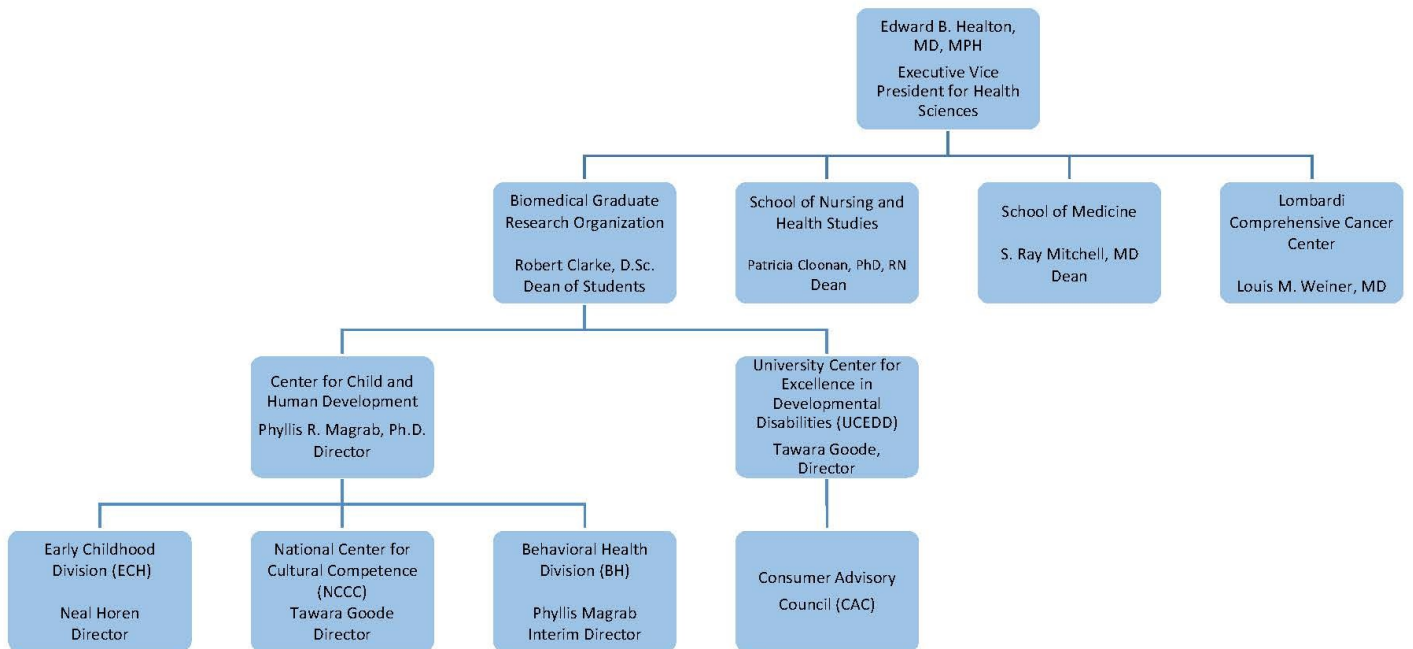 Edward B. Healton,
MD, MPH
Executive Vice
President for Health
Sciences
Biomedical Graduate
Research Organization
Robert Clarke, D.Sc.
Dean of Students
School of Nursing and
Health Studies
Patricia Cloonan, PhD, RN
Dean
School of Medicine
S. Ray Mitchell, MD
Dean
Lombardi
Comprehensive Cancer
Center
Louis M. Weiner, MD
Center for Child and
Human Development
Phyllis R. Magrab, Ph.D.
Director
University Center for
Excellence in
Developmental
Disabilities (UCEDD)
Tawara Goode,
Director
Early Childhood
Division (ECH)
Neal Horen
Director
National Center for
Cultural Competence
(NCCC)
Tawara Goode
Director
Behavioral Health
Division (BH)
Phyllis Magrab
Interim Director
Consumer Advisory
Council (CAC)